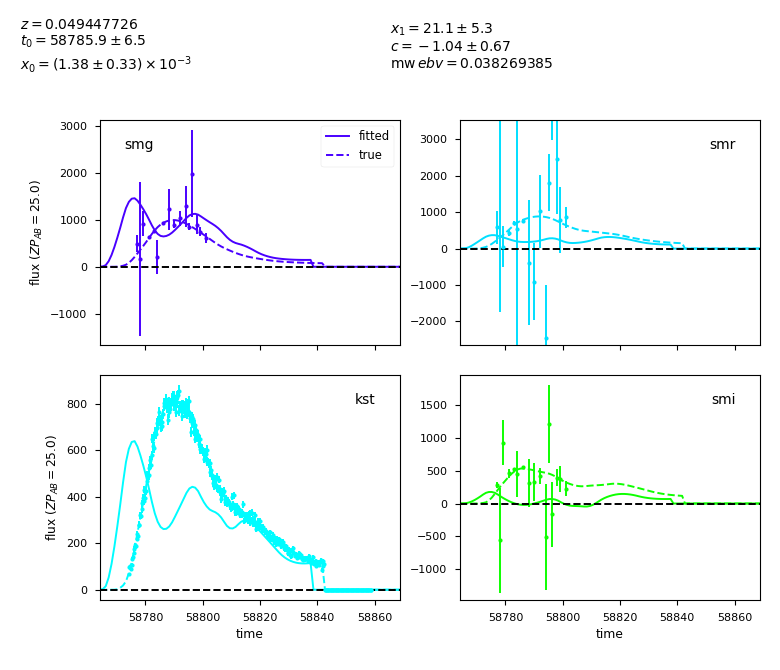 z = 0.049447726
t₀ = 58785.9 ± 6.5
x₀ = (1.38 ± 0.33) × 10⁻³
x₁ = 21.1 ± 5.3
c = −1.04 ± 0.67
mw ebv = 0.038269385
smg
fitted
true
3000
2000
1000
0
−1000
flux (ZP_AB = 25.0)
smr
3000
2000
1000
0
−1000
−2000
kst
800
600
400
200
0
flux (ZP_AB = 25.0)
58780 58800 58820 58840 58860
time
smi
1500
1000
500
0
−500
−1000
58780 58800 58820 58840 58860
time